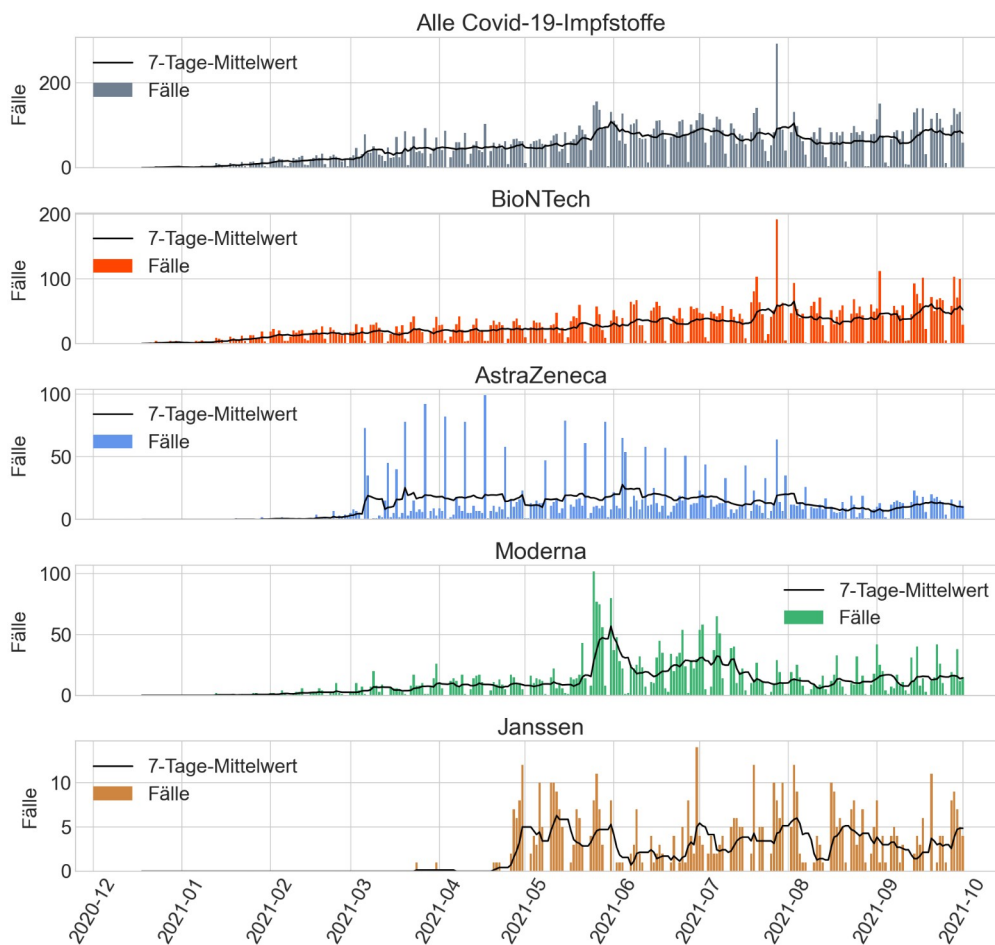 Alle Covid-19-Impfstoffe
Fälle
200
0
7-Tage-Mittelwert
Fälle
BioNTech
Fälle
200
100
0
7-Tage-Mittelwert
Fälle
AstraZeneca
Fälle
100
50
0
7-Tage-Mittelwert
Fälle
Moderna
Fälle
100
50
0
7-Tage-Mittelwert
Fälle
Janssen
Fälle
10
5
0
7-Tage-Mittelwert
Fälle
2020-12
2021-01
2021-02
2021-03
2021-04
2021-05
2021-06
2021-07
2021-08
2021-09
2021-10